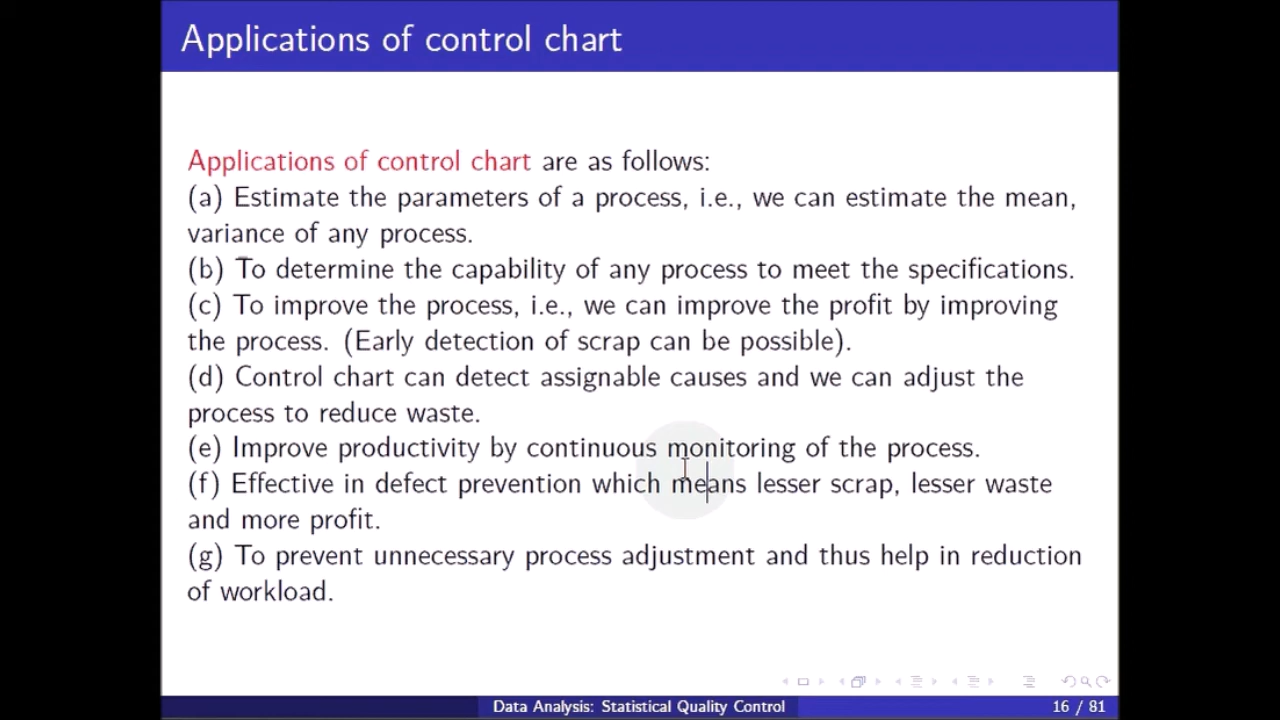 Applications of control chart
Applications of control chart are as follows:
(a) Estimate the parameters of a process, i.e., we can estimate the mean,
variance of any process.
(b) To determine the capability of any process to meet the specifications.
(c) To improve the process, i.e., we can improve the profit by improving
the process. (Early detection of scrap can be possible).
(d) Control chart can detect assignable causes and we can adjust the
process to reduce waste.
(e) Improve productivity by continuous monitoring of the process.
(f) Effective in defect prevention which means lesser scrap, lesser waste
and more profit.
(g) To prevent unnecessary process adjustment and thus help in reduction
of workload.
Data Analysis: Statistical Quality Control
16 / 81